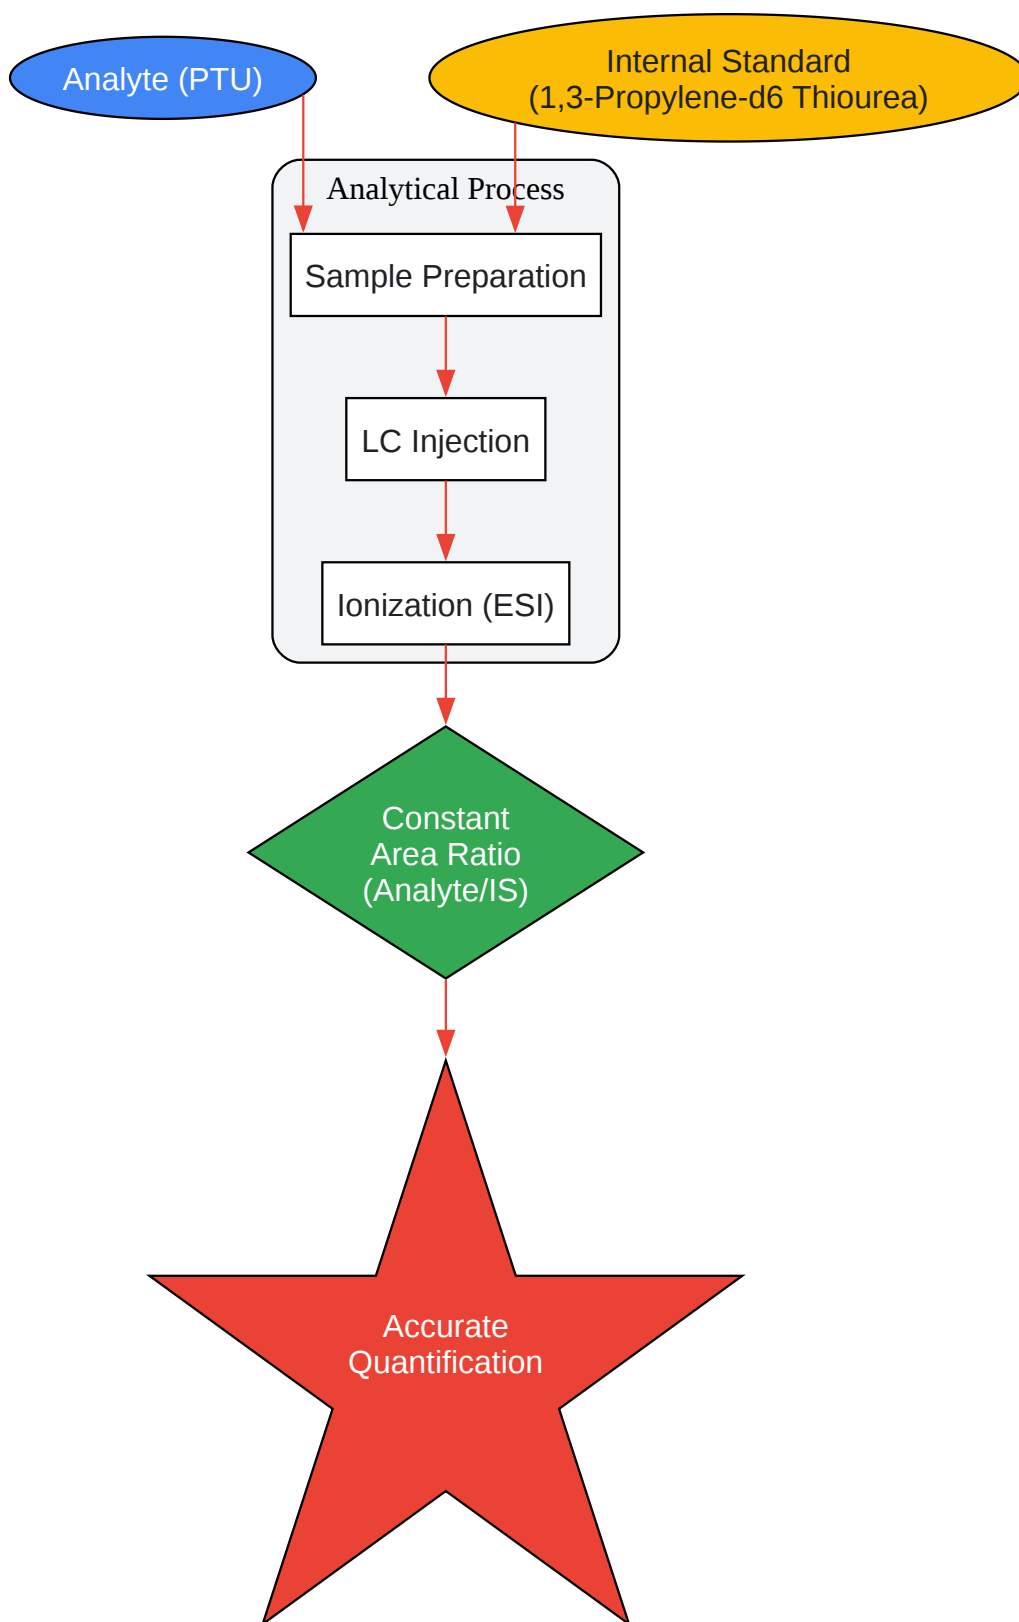 Analyte (PTU)
Internal Standard
(1,3-Propylene-d6 Thiourea)
Analytical Process
Sample Preparation
LC Injection
Ionization (ESI)
Constant
Area Ratio
(Analyte/IS)
Accurate
Quantification